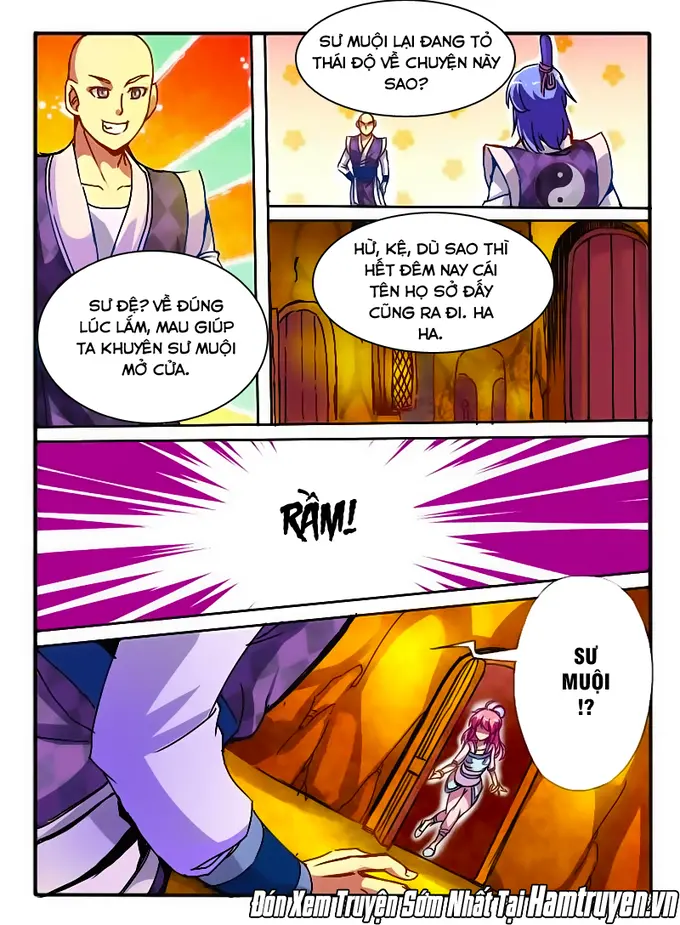 SƯ ĐỆ? VỀ ĐÚNG
LÚC LẮM, MAU GIÚP
TA KHUYÊN SƯ MUỘI
MỞ CỬA.
SƯ MUỘI LẠI ĐANG TỎ
THÁI ĐỘ VỀ CHUYỆN NÀY
SAO?
HỪ, KỆ, DÙ SAO THÌ
HẾT ĐÊM NAY CÁI
TÊN HỌ SỞ ĐẤY
CŨNG RA ĐI. HA
HA.
RẦM!
SƯ
MUỘI
!?
Đón Xem Truyện Sớm Nhất Tại Hamtruyen.vn